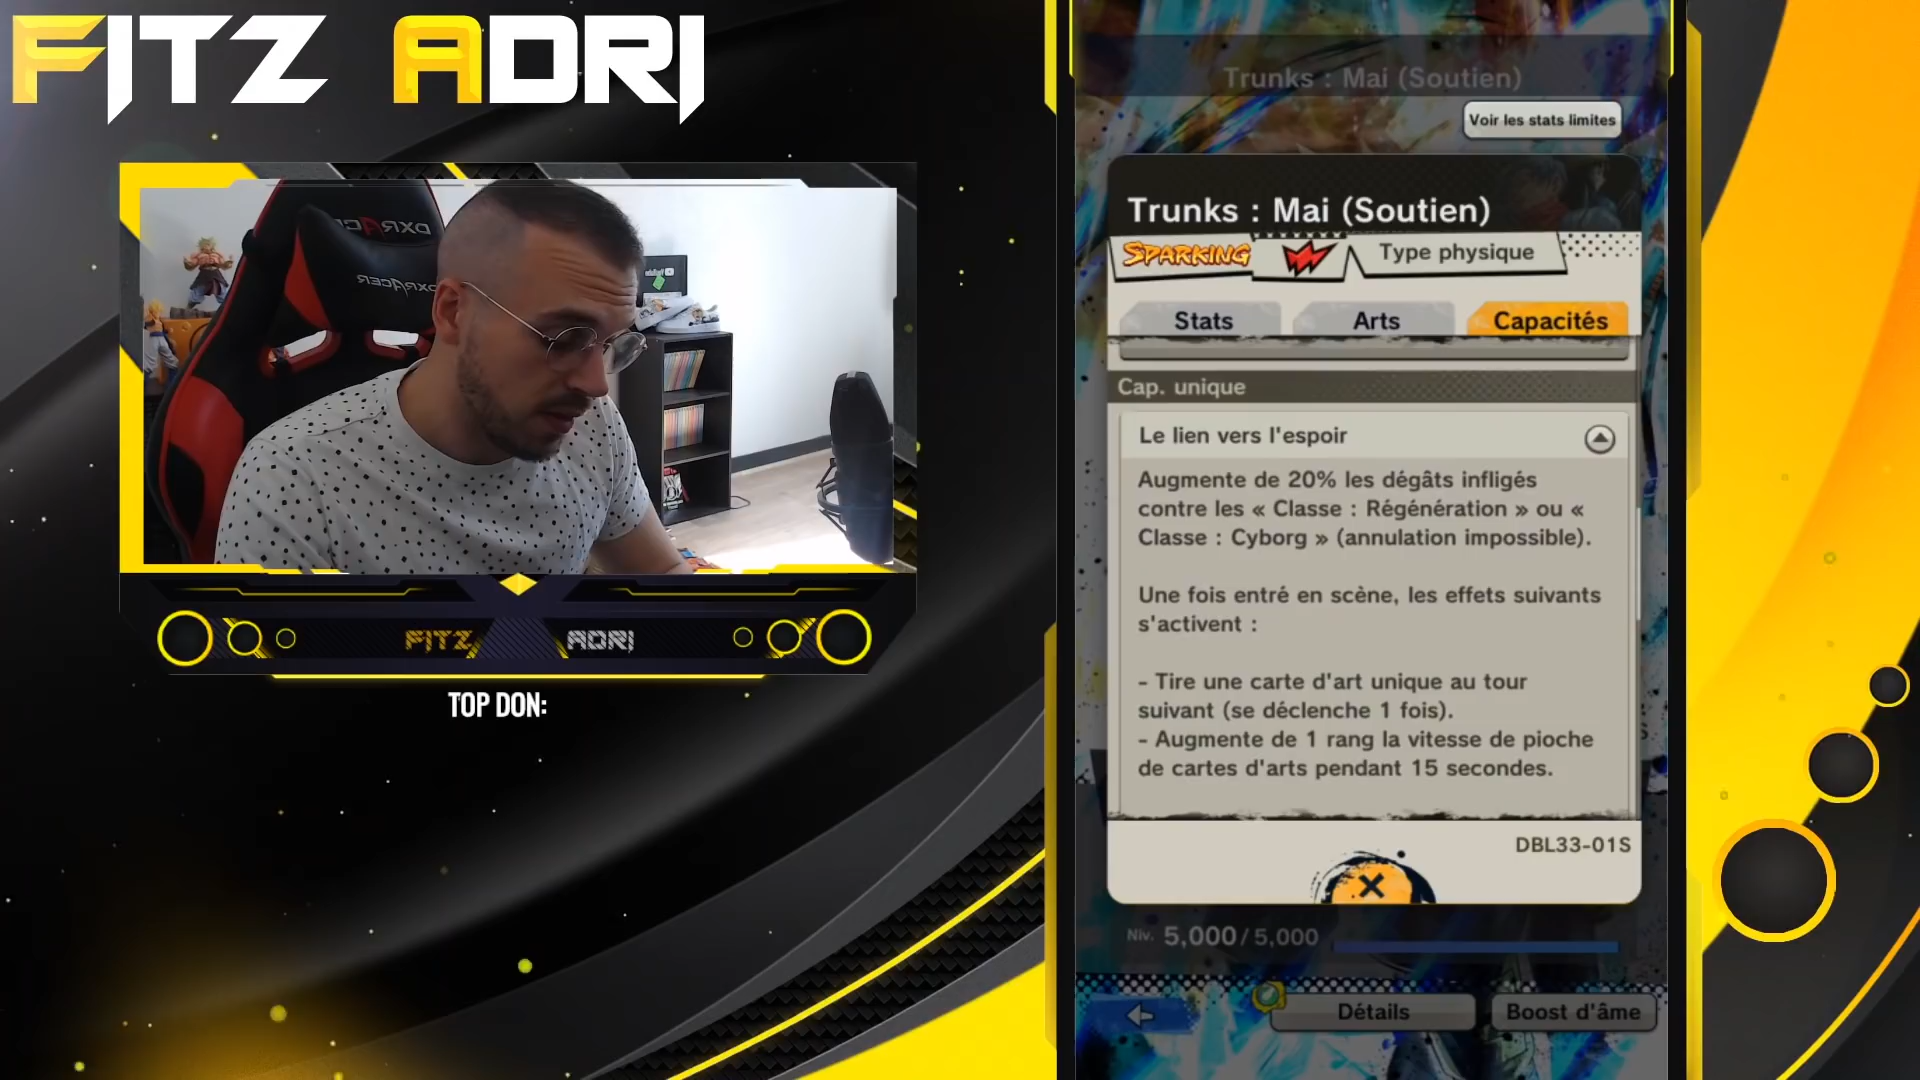 FITZ ADRI
DXRACER
DXRACER
YouTube
FITZ ADRI
TOP DON:
Trunks : Mai (Soutien)
Voir les stats limites
Trunks : Mai (Soutien)
SPARKING
Type physique
Stats
Arts
Capacités
Cap. unique
Le lien vers l'espoir
Augmente de 20% les dégâts infligés
contre les « Classe : Régénération » ou «
Classe : Cyborg » (annulation impossible).
Une fois entré en scène, les effets suivants
s'activent :
- Tire une carte d'art unique au tour
suivant (se déclenche 1 fois).
- Augmente de 1 rang la vitesse de pioche
de cartes d'arts pendant 15 secondes.
DBL33-01S
Niv. 5,000/5,000
Détails
Boost d'âme